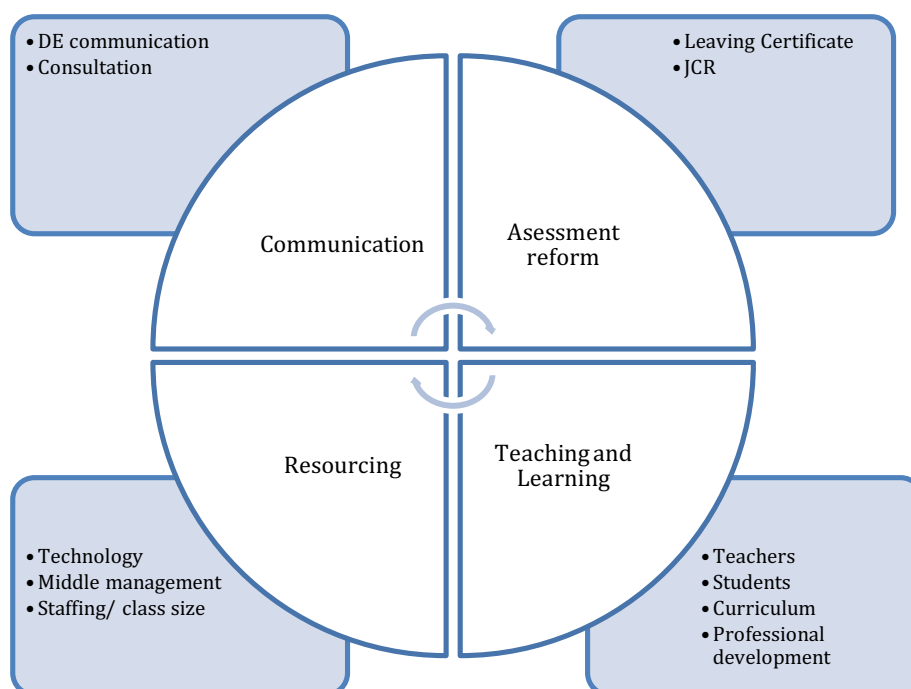 • DE communication
• Consultation
• Leaving Certificate
• JCR
Communication
Asessment
reform
Resourcing
Teaching and
Learning
• Technology
• Middle management
• Staffing/ class size
• Teachers
• Students
• Curriculum
• Professional
development